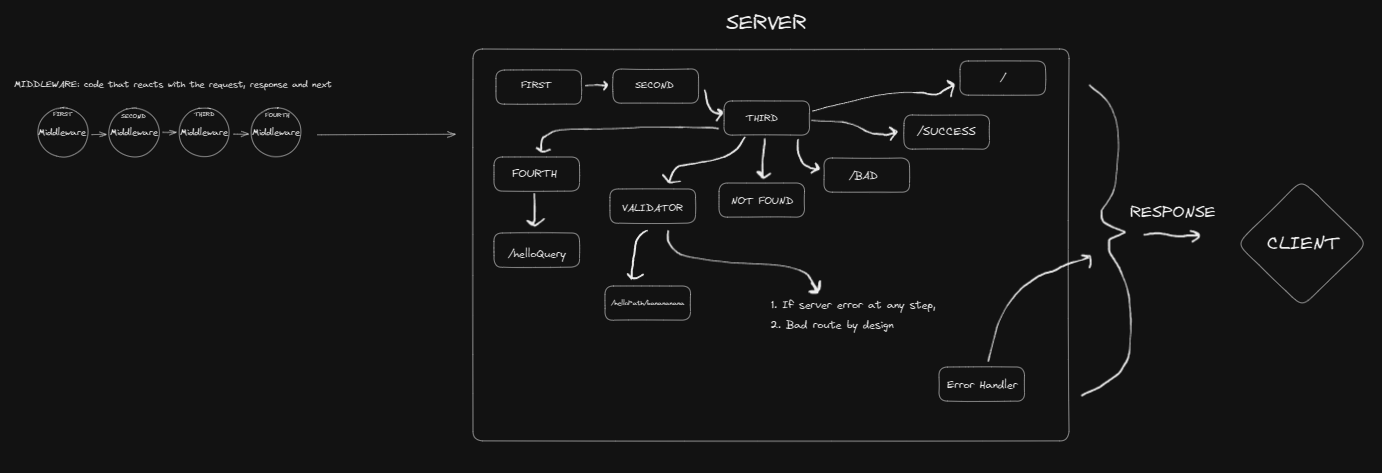 SERVER
MIDDLEWARE: code that reacts with the request, response and next
FIRST
Middleware
SECOND
Middleware
THIRD
Middleware
FOURTH
Middleware
FIRST
SECOND
THIRD
/
/SUCCESS
/BAD
NOT FOUND
VALIDATOR
FOURTH
/helloQuery
1. If server error at any step,
2. Bad route by design
Error Handler
RESPONSE
CLIENT